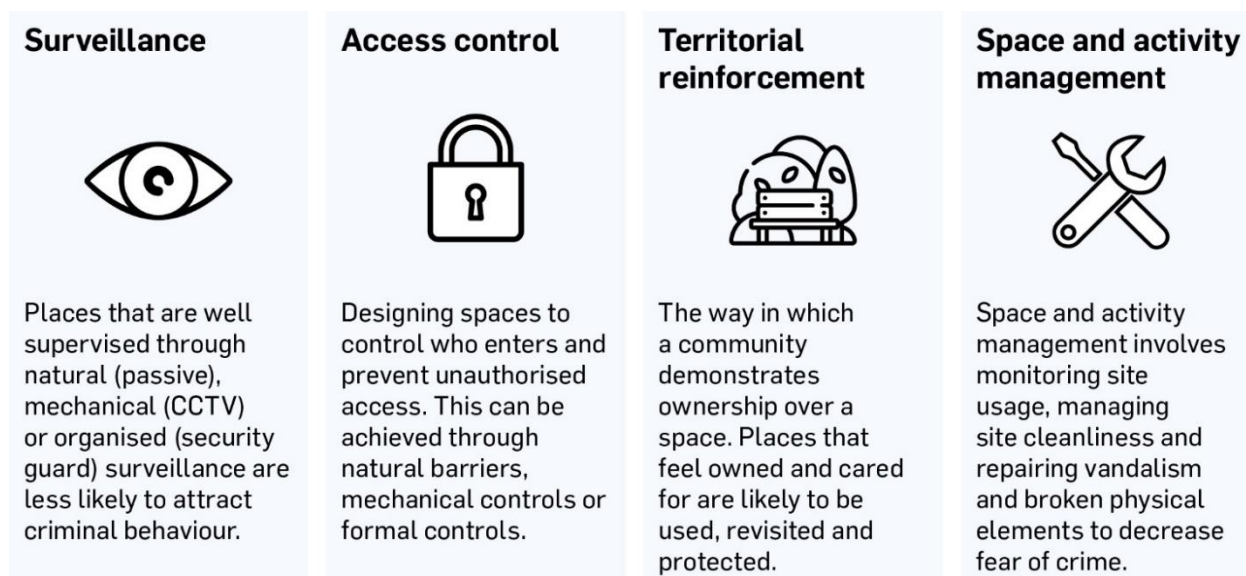 Surveillance
Places that are well
supervised through
natural (passive),
mechanical (CCTV)
or organised (security
guard) surveillance are
less likely to attract
criminal behaviour.
Access control
Designing spaces to
control who enters and
prevent unauthorised
access. This can be
achieved through
natural barriers,
mechanical controls or
formal controls.
Territorial
reinforcement
The way in which
a community
demonstrates
ownership over a
space. Places that
feel owned and cared
for are likely to be
used, revisited and
protected.
Space and activity
management
Space and activity
management involves
monitoring site
usage, managing
site cleanliness and
repairing vandalism
and broken physical
elements to decrease
fear of crime.